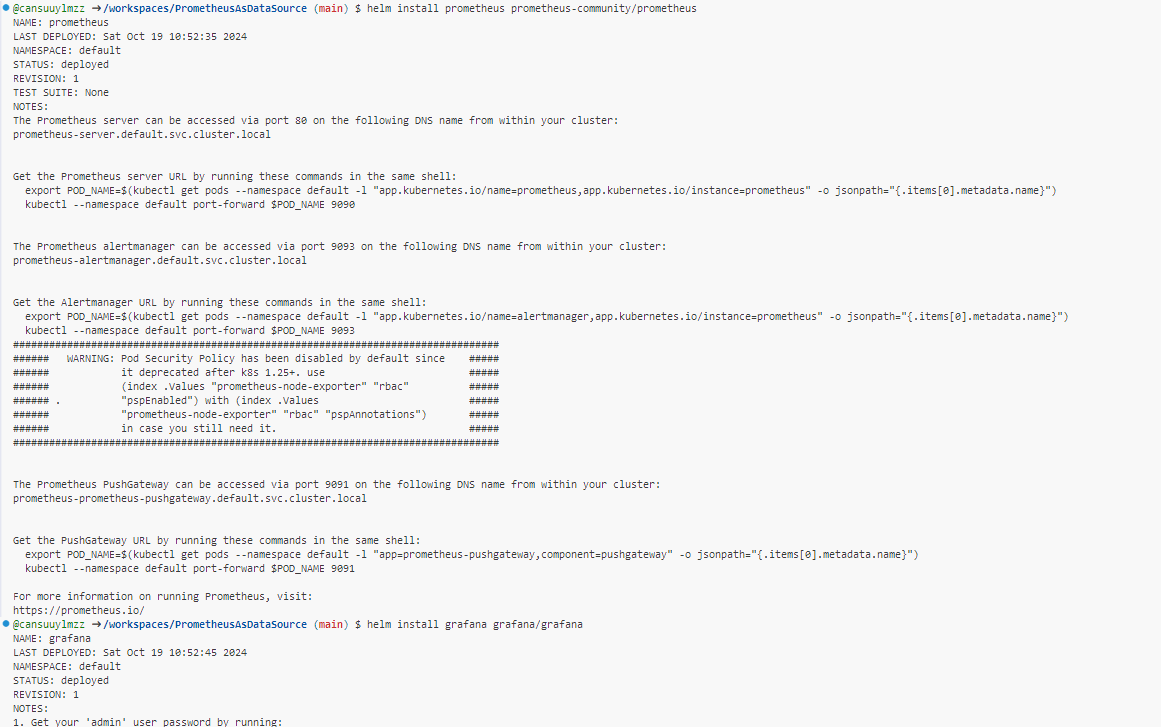 @cansuuylmzz →/workspaces/PrometheusAsDataSource (main) $ helm install prometheus prometheus-community/prometheus
NAME: prometheus
LAST DEPLOYED: Sat Oct 19 10:52:35 2024
NAMESPACE: default
STATUS: deployed
REVISION: 1
TEST SUITE: None
NOTES:
The Prometheus server can be accessed via port 80 on the following DNS name from within your cluster:
prometheus-server.default.svc.cluster.local
Get the Prometheus server URL by running these commands in the same shell:
  export POD_NAME=$(kubectl get pods --namespace default -l "app.kubernetes.io/name=prometheus,app.kubernetes.io/instance=prometheus" -o jsonpath="{.items[0].metadata.name}")
  kubectl --namespace default port-forward $POD_NAME 9090
The Prometheus alertmanager can be accessed via port 9093 on the following DNS name from within your cluster:
prometheus-alertmanager.default.svc.cluster.local
Get the Alertmanager URL by running these commands in the same shell:
  export POD_NAME=$(kubectl get pods --namespace default -l "app.kubernetes.io/name=alertmanager,app.kubernetes.io/instance=prometheus" -o jsonpath="{.items[0].metadata.name}")
  kubectl --namespace default port-forward $POD_NAME 9093
#################################################################################
######   WARNING: Pod Security Policy has been disabled by default since    #####
######            it deprecated after k8s 1.25+. use                        #####
######            (index .Values "prometheus-node-exporter" "rbac"          #####
###### .          "pspEnabled") with (index .Values                         #####
######            "prometheus-node-exporter" "rbac" "pspAnnotations")       #####
######            in case you still need it.                                #####
#################################################################################
The Prometheus PushGateway can be accessed via port 9091 on the following DNS name from within your cluster:
prometheus-prometheus-pushgateway.default.svc.cluster.local
Get the PushGateway URL by running these commands in the same shell:
  export POD_NAME=$(kubectl get pods --namespace default -l "app=prometheus-pushgateway,component=pushgateway" -o jsonpath="{.items[0].metadata.name}")
  kubectl --namespace default port-forward $POD_NAME 9091
For more information on running Prometheus, visit:
https://prometheus.io/
@cansuuylmzz →/workspaces/PrometheusAsDataSource (main) $ helm install grafana grafana/grafana
NAME: grafana
LAST DEPLOYED: Sat Oct 19 10:52:45 2024
NAMESPACE: default
STATUS: deployed
REVISION: 1
NOTES:
1. Get your 'admin' user password by running: